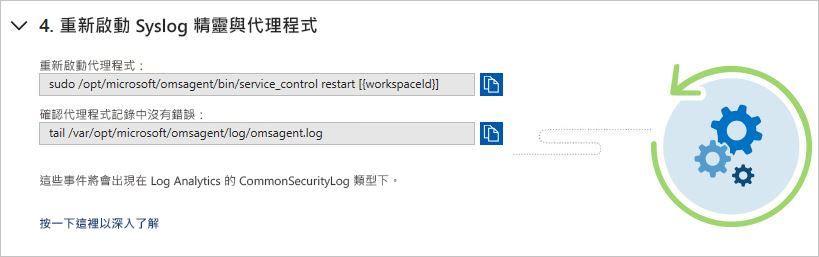 4. 重新啟動 Syslog 精靈與代理程式
重新啟動代理程式：
sudo /opt/microsoft/omsagent/bin/service_control restart [{workspaceId}]
確認代理程式記錄中沒有錯誤：
tail /var/opt/microsoft/omsagent/log/omsagent.log
這些事件將會出現在 Log Analytics 的 CommonSecurityLog 類型下。
按一下這裡以深入了解